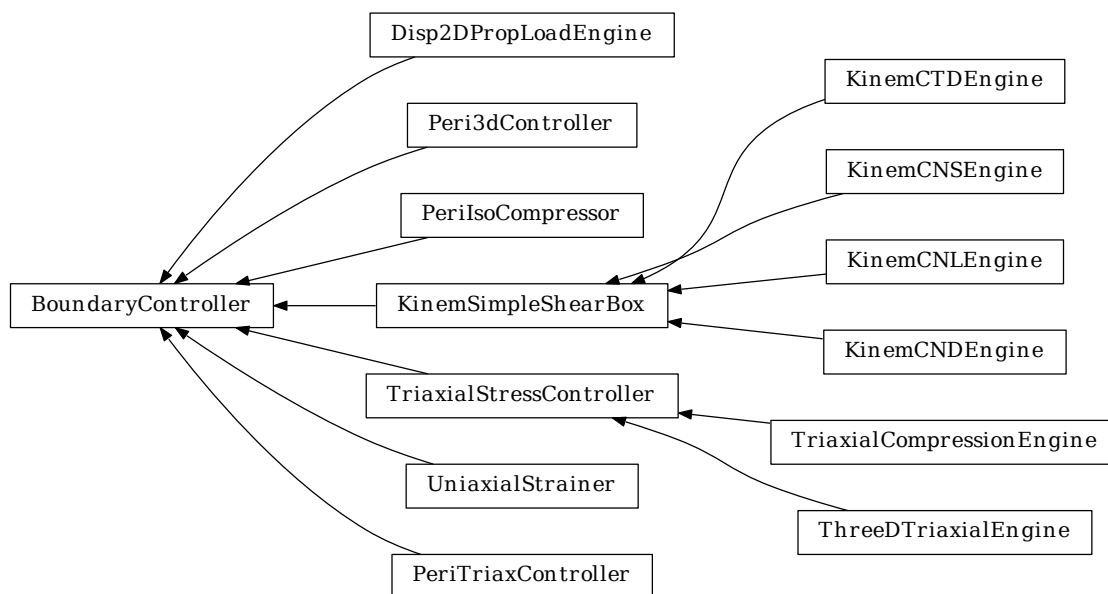 Disp2DPropLoadEngine
KinemCTDEngine
Peri3dController
KinemCNSEngine
PeriIsoCompressor
KinemCNLEngine
BoundaryController
KinemSimpleShearBox
KinemCNDEngine
TriaxialStressController
TriaxialCompressionEngine
UniaxialStrainer
ThreeDTriaxialEngine
PeriTriaxController